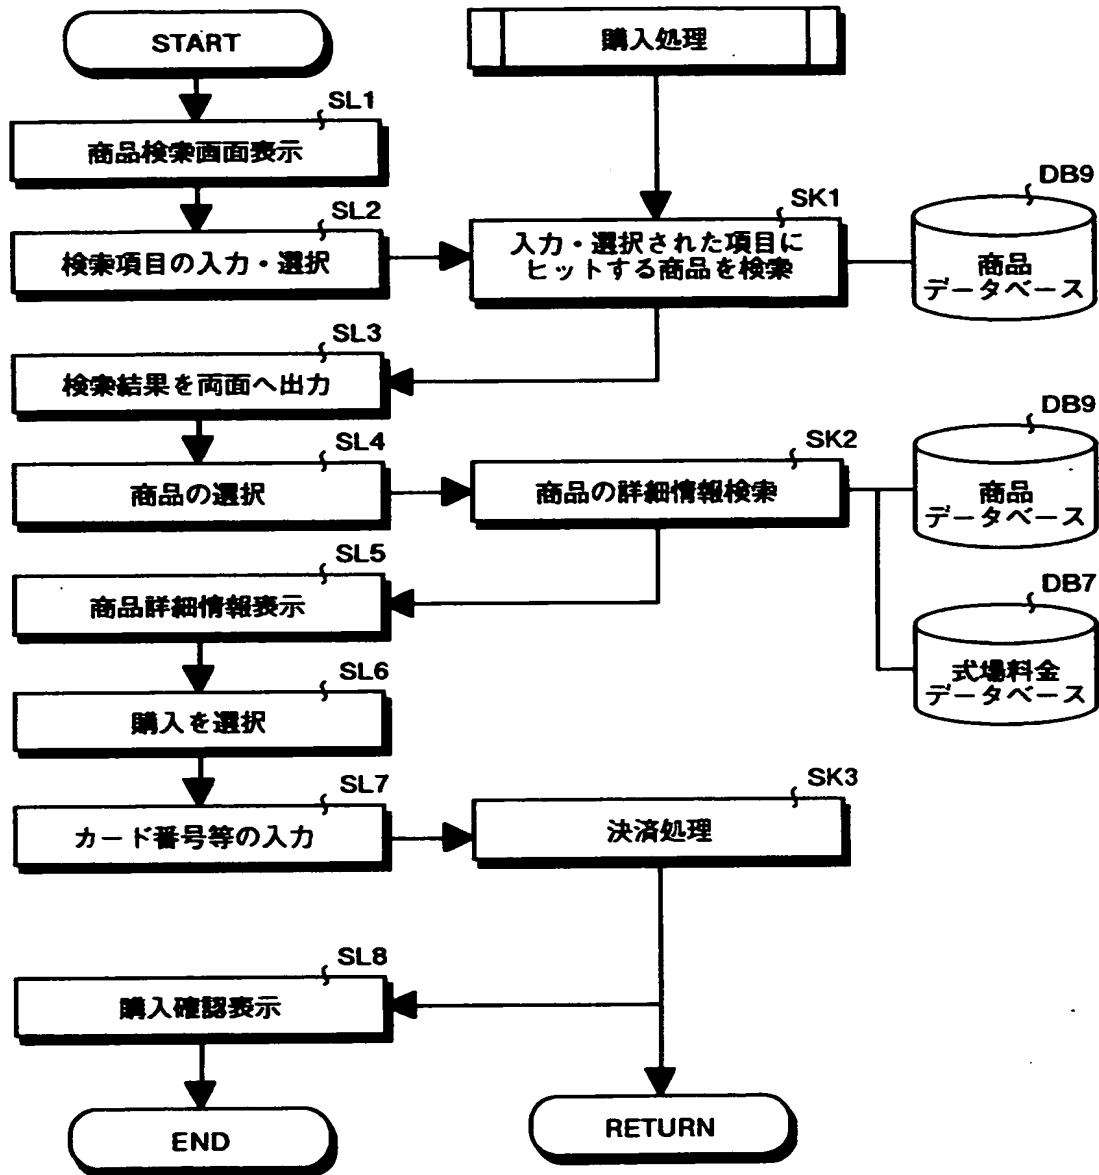 START
購入処理
SL1
商品検索画面表示
SL2
検索項目の入力・選択
SK1
入力・選択された項目に
ヒットする商品を検索
DB9
商品
データベース
SL3
検索結果を両面へ出力
SL4
商品の選択
SK2
商品の詳細情報検索
DB9
商品
データベース
SL5
商品詳細情報表示
DB7
式場料金
データベース
SL6
購入を選択
SL7
カード番号等の入力
SK3
決済処理
SL8
購入確認表示
END
RETURN